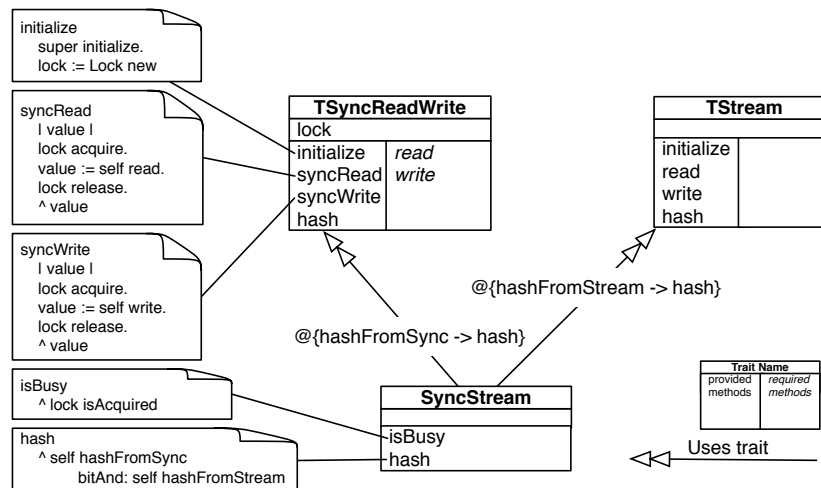 initialize
super initialize.
lock := Lock new
syncRead
| value |
lock acquire.
value := self read.
lock release.
^ value
syncWrite
| value |
lock acquire.
value := self write.
lock release.
^ value
isBusy
^ lock isAcquired
hash
^ self hashFromSync
bitAnd: self hashFromStream
TSyncReadWrite
lock
initialize read
syncRead write
syncWrite
hash
TStream
initialize
read
write
hash
@{hashFromStream -> hash}
@{hashFromSync -> hash}
SyncStream
isBusy
hash
Trait Name
provided required
methods methods
Uses trait